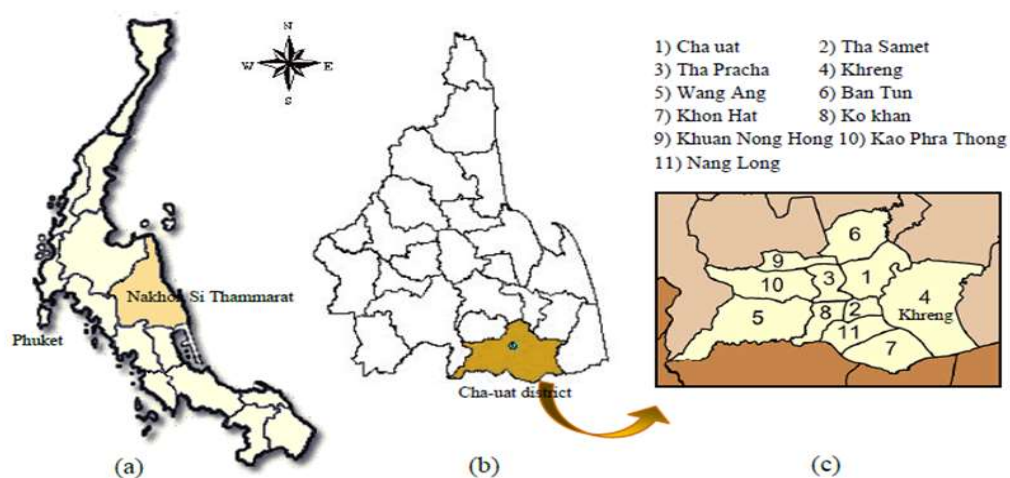 N
W E
S
1) Cha uat 2) Tha Samet
3) Tha Pracha 4) Khreng
5) Wang Ang 6) Ban Tun
7) Khon Hat 8) Ko khan
9) Khuan Nong Hong 10) Kao Phra Thong
11) Nang Long
Nakhon Si Thammarat
Phuket
Cha-uat district
6
9
10 3 1
4
Khreng
5 8 2
11 7
(a) (b) (c)